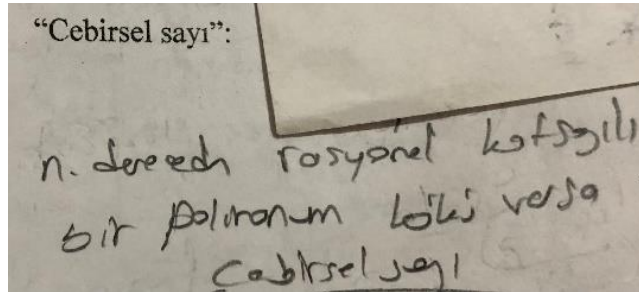 “Cebirsel sayı”:
n. dereceden rasyonel katsayılı
bir polinomun kökü varsa
Cebirsel sayı